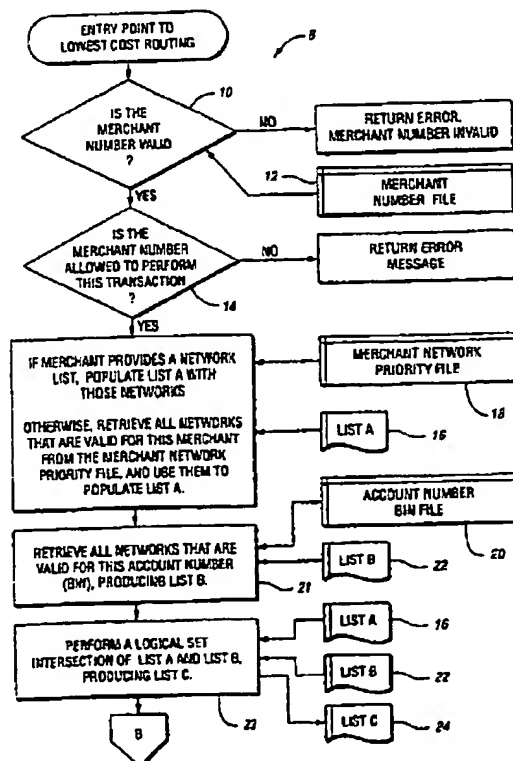 ENTRY POINT TO
LOWEST COST ROUTING
8
10
IS THE
MERCHANT
NUMBER VALID
?
NO
RETURN ERROR.
MERCHANT NUMBER INVALID
12
MERCHANT
NUMBER FILE
YES
IS THE
MERCHANT NUMBER
ALLOWED TO PERFORM
THIS TRANSACTION
?
NO
RETURN ERROR
MESSAGE
14
YES
IF MERCHANT PROVIDES A NETWORK
LIST, POPULATE LIST A WITH
THOSE NETWORKS
OTHERWISE, RETRIEVE ALL NETWORKS
THAT ARE VALID FOR THIS MERCHANT
FROM THE MERCHANT NETWORK
PRIORITY FILE, AND USE THEM TO
POPULATE LIST A.
MERCHANT NETWORK
PRIORITY FILE
18
LIST A
16
ACCOUNT NUMBER
BIN FILE
20
RETRIEVE ALL NETWORKS THAT ARE
VALID FOR THIS ACCOUNT NUMBER
(BIN), PRODUCING LIST B.
21
LIST B
22
PERFORM A LOGICAL SET
INTERSECTION OF LIST A AND LIST B,
PRODUCING LIST C.
23
LIST A
16
LIST B
22
LIST C
24
B